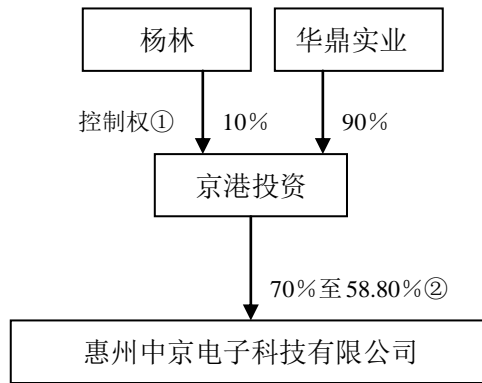 杨林
华鼎实业
控制权① 10% 90%
京港投资
70%至58.80%②
惠州中京电子科技有限公司